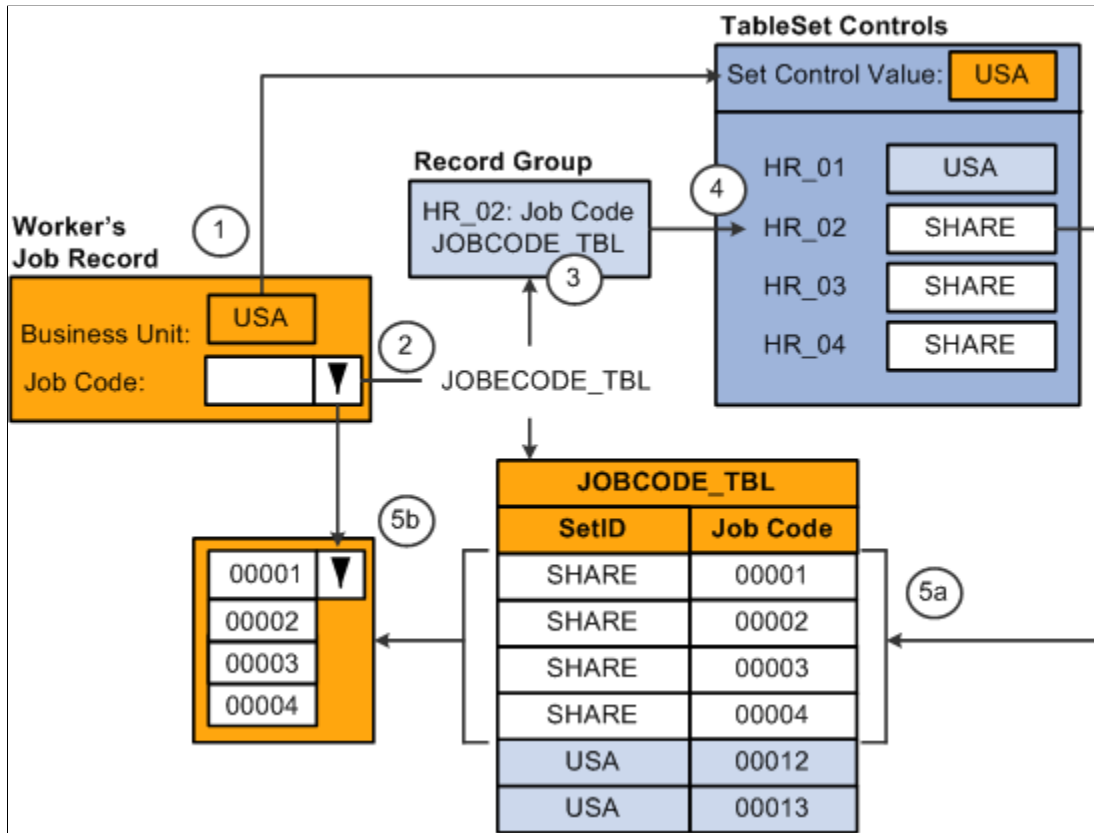 TableSet Controls
Set Control Value: USA
Record Group
HR_01 USA
HR_02: Job Code
JOBCODE_TBL
4
HR_02 SHARE
3
HR_03 SHARE
HR_04 SHARE
Worker's
Job Record
1
Business Unit: USA
2
Job Code:
JOBECODE_TBL
JOBCODE_TBL
SetID Job Code
SHARE 00001
SHARE 00002
SHARE 00003
SHARE 00004
USA 00012
USA 00013
5a
5b
00001
00002
00003
00004